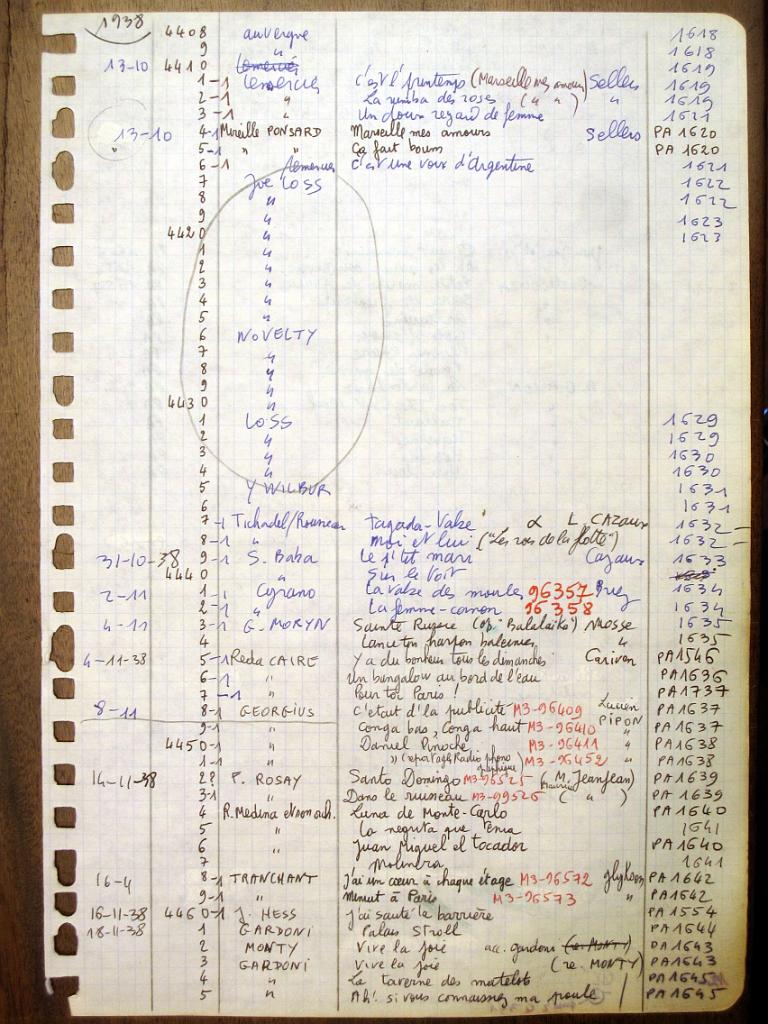 1938 4408 auvergne 1618
9 " 1618
13-10 4410 Lemercier 1619
1-1 Lemercier c'est l'printemps (Marseille mes amours) Sellers 1619
2-1 " La rumba des roses ( " " ) " 1619
3-1 " Un doux regard de femme 1621
13-10 4-1 Mireille PONSARD Marseille mes amours Sellers PA 1620
" 5-1 " " Ça fait boum PA 1620
6-1 Lemercier c'est une voix d'Argentine 1621
7 Joe LOSS 1622
8 " 1622
9 " 1623
4420 " 1623
1 "
2 "
3 "
4 "
5 "
6 NOVELTY
7 "
8 "
9 "
4430 "
1 LOSS 1629
2 " 1629
3 " 1630
4 " 1630
5 Y WILBUR 1631
6 1631
7-1 Tichadel/Rousseau Tagada-Valse L. CAZAUX 1632
8-1 " moi et lui ("Les rois de la flotte") 1632
31-10-38 9-1 S. Baba Le p'tit mari Cazaux 1633
4440 " Sur le toit
2-11 1-1 Cyrano La valse des moules 96357 1634
2-1 " La femme-canon 96358 1634
4-11 3-1 G. MORYN Sainte Russie (op. "Balalaïka") 1635
4 Lance ton harpon baleinier " 1635
4-11-38 5-1 Réda CAIRE Y a du bonheur tous les dimanches Cariven PA 1546
6-1 " Un bungalow au bord de l'eau PA 1636
7-1 " Pour toi Paris ! PA 1737
8-11 8-1 GEORGIUS c'était d'la publicité M3-96409 Lucien PIPON PA 1637
9-1 " Conga bas, conga haut M3-96410 " PA 1637
4450-1 " Daniel Pinoche M3-96411 " PA 1638
1-1 " " (reportage Radio phono M3-96452 " PA 1638
14-11-38 2? P. ROSAY Santo Domingo M3-96525 (M. Jeanjean) PA 1639
3-1 " Dans le ruisseau M3-99526 ( " ) PA 1639
4 R. Medina et son orch. Luna de Monte-Carlo PA 1640
5 " La negrita que tenia 1641
6 " Juan Miguel el tocador PA 1640
7 Molinera 1641
16-4 8-1 TRANCHANT j'ai un cœur à chaque étage M3-96572 PA 1642
9-1 " Minuit à Paris M3-96573 " PA 1642
16-11-38 4460-1 J. HESS j'ai sauté la barrière PA 1554
18-11-38 1 GARDONI Palais Stroll PA 1644
2 MONTY Vive la joie acc. gardoni (re. MONTY) PA 1643
3 GARDONI Vive la joie (re. MONTY) PA 1643
4 " La taverne des matelots PA 1645
5 " Ah! si vous connaissiez ma poule PA 1645